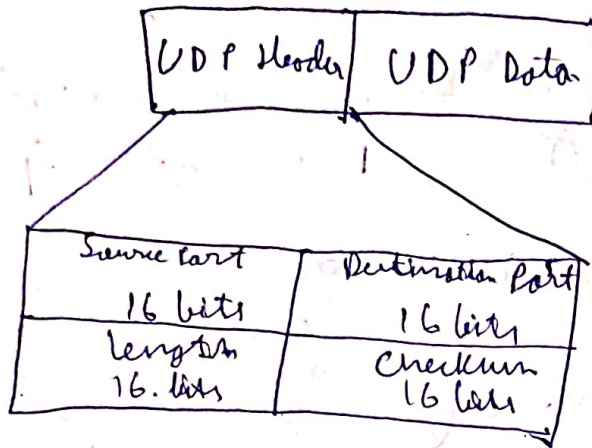 UDP Header UDP Data
Source Port Destination Port
16 bits 16 bits
length Checksum
16. bits 16 bits